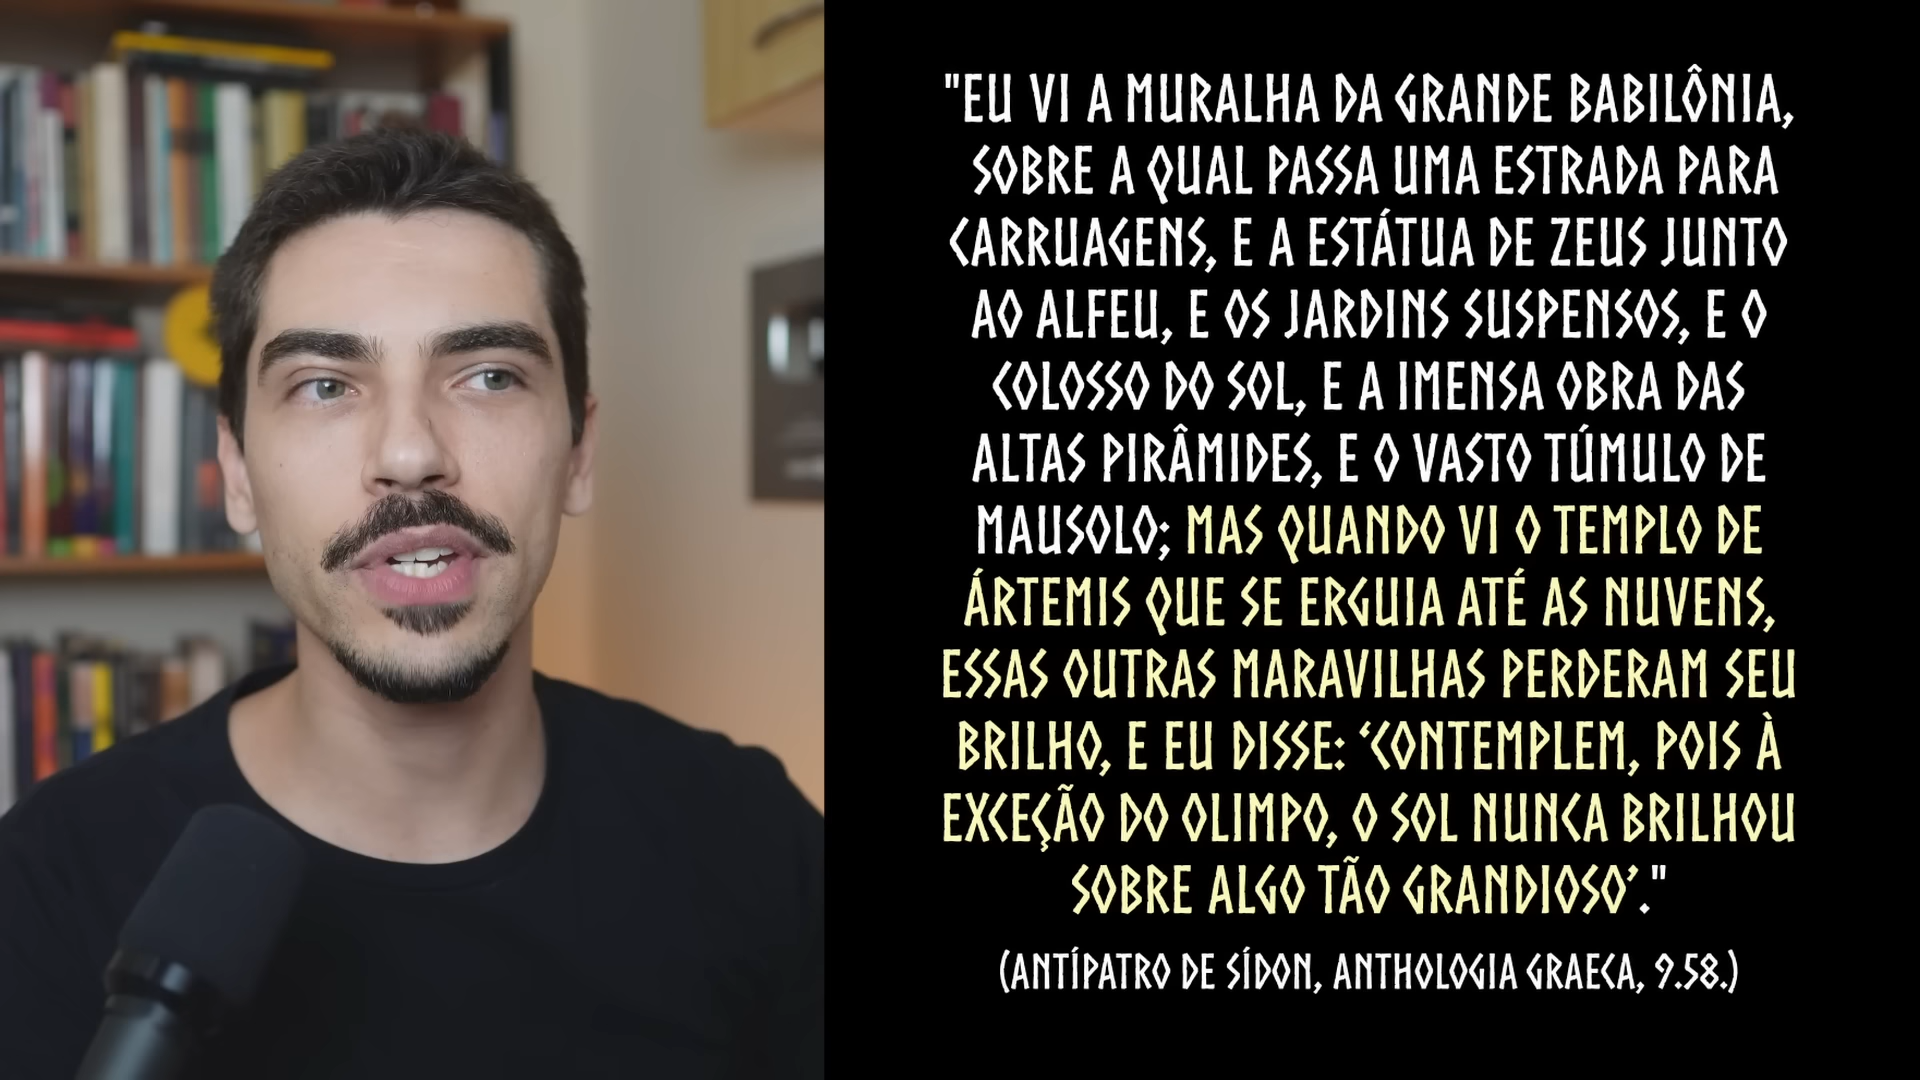 "EU VI A MURALHA DA GRANDE BABILÔNIA,
SOBRE A QUAL PASSA UMA ESTRADA PARA
CARRUAGENS, E A ESTÁTUA DE ZEUS JUNTO
AO ALFEU, E OS JARDINS SUSPENSOS, E O
COLOSSO DO SOL, E A IMENSA OBRA DAS
ALTAS PIRÂMIDES, E O VASTO TÚMULO DE
MAUSOLO; MAS QUANDO VI O TEMPLO DE
ÁRTEMIS QUE SE ERGUIA ATÉ AS NUVENS,
ESSAS OUTRAS MARAVILHAS PERDERAM SEU
BRILHO, E EU DISSE: ‘CONTEMPLEM, POIS À
EXCEÇÃO DO OLIMPO, O SOL NUNCA BRILHOU
SOBRE ALGO TÃO GRANDIOSO’."
(ANTÍPATRO DE SÍDON, ANTHOLOGIA GRAECA, 9.58.)